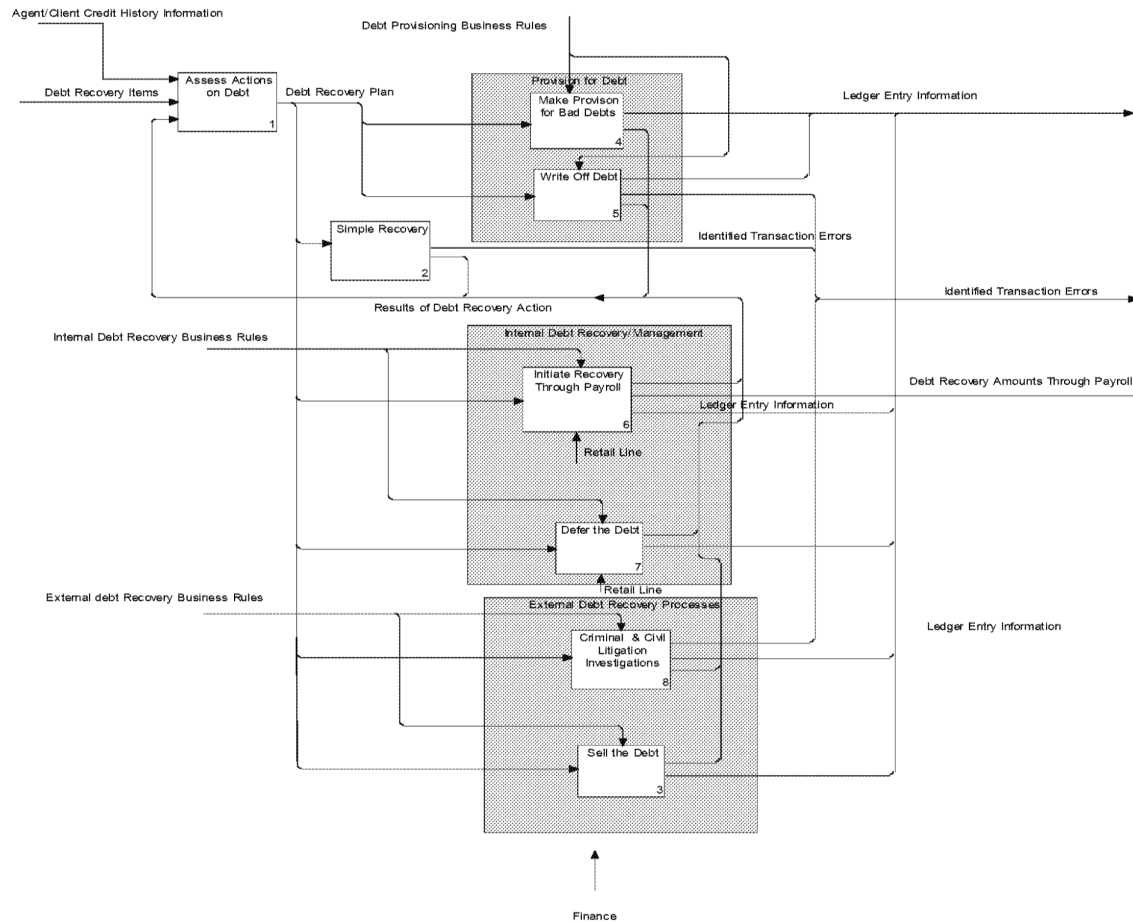 Agent/Client Credit History Information
Debt Provisioning Business Rules
Assess Actions
on Debt
1
Debt Recovery Items
Debt Recovery Plan
Provision for Debt
Make Provison
for Bad Debts
4
Ledger Entry Information
Write Off Debt
5
Simple Recovery
2
Identified Transaction Errors
Identified Transaction Errors
Results of Debt Recovery Action
Internal Debt Recovery Business Rules
Internal Debt Recovery/Management
Initiate Recovery
Through Payroll
6
Debt Recovery Amounts Through Payroll
Ledger Entry Information
Retail Line
Defer the Debt
7
Retail Line
External debt Recovery Business Rules
External Debt Recovery Processes
Criminal & Civil
Litigation
Investigations
8
Ledger Entry Information
Sell the Debt
3
Finance